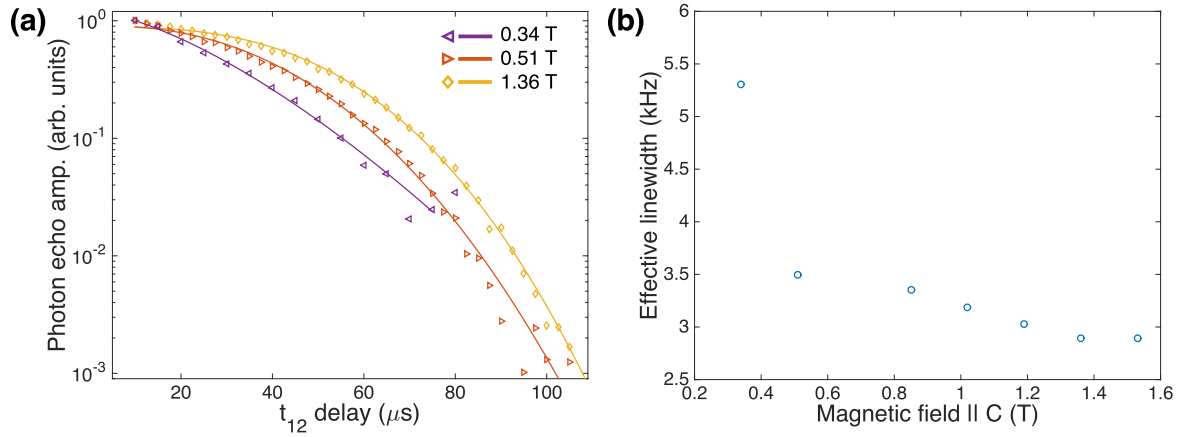 (a)
Photon echo amp. (arb. units)
10⁰
10⁻¹
10⁻²
10⁻³
0.34 T
0.51 T
1.36 T
20 40 60 80 100
t₁₂ delay (μs)
(b)
Effective linewidth (kHz)
6
5.5
5
4.5
4
3.5
3
2.5
0.2 0.4 0.6 0.8 1 1.2 1.4 1.6
Magnetic field II C (T)